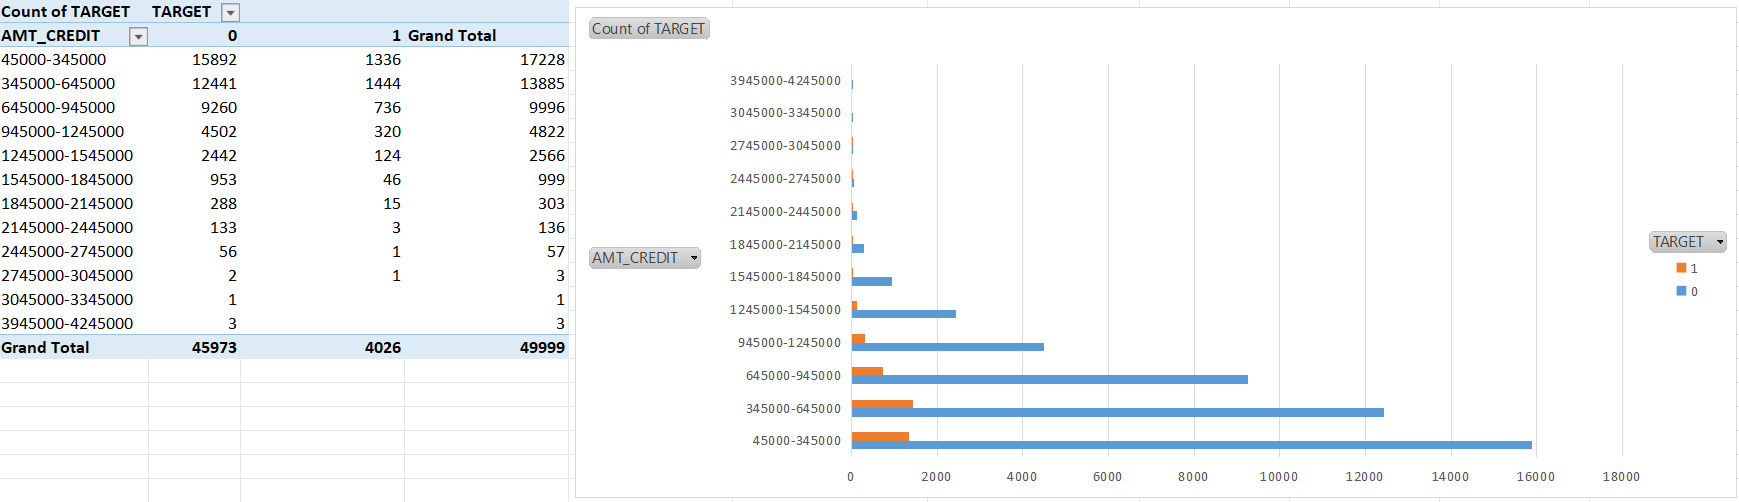 Count of TARGET TARGET
AMT_CREDIT 0 1 Grand Total
45000-345000 15892 1336 17228
345000-645000 12441 1444 13885
645000-945000 9260 736 9996
945000-1245000 4502 320 4822
1245000-1545000 2442 124 2566
1545000-1845000 953 46 999
1845000-2145000 288 15 303
2145000-2445000 133 3 136
2445000-2745000 56 1 57
2745000-3045000 2 1 3
3045000-3345000 1 1
3945000-4245000 3 3
Grand Total 45973 4026 49999
Count of TARGET
3945000-4245000
3045000-3345000
2745000-3045000
2445000-2745000
2145000-2445000
1845000-2145000
AMT_CREDIT
1545000-1845000
1245000-1545000
945000-1245000
645000-945000
345000-645000
45000-345000
0 2000 4000 6000 8000 10000 12000 14000 16000 18000
TARGET
1
0